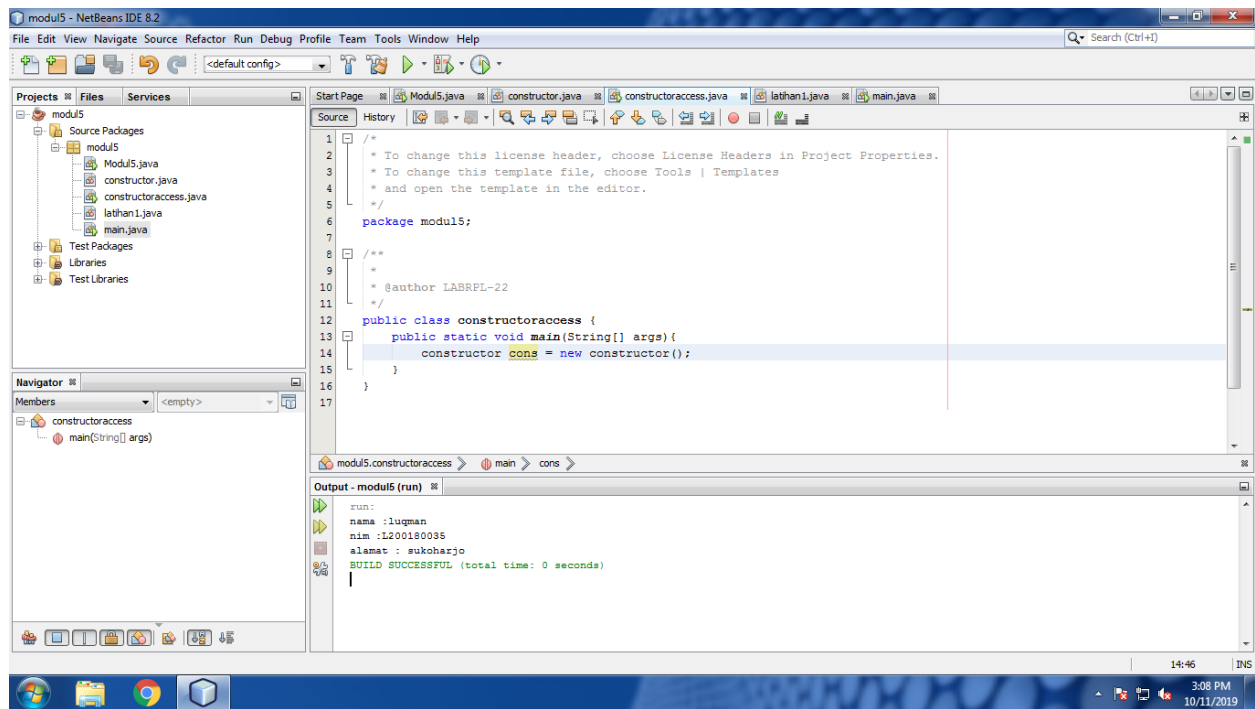 modul5 - NetBeans IDE 8.2
File Edit View Navigate Source Refactor Run Debug Profile Team Tools Window Help
Search (Ctrl+I)
<default config>
Projects Files Services
Start Page Modul5.java constructor.java constructoraccess.java latihan1.java main.java
Source History
modul5
Source Packages
modul5
Modul5.java
constructor.java
constructoraccess.java
latihan1.java
main.java
Test Packages
Libraries
Test Libraries
1 /*
2 * To change this license header, choose License Headers in Project Properties.
3 * To change this template file, choose Tools | Templates
4 * and open the template in the editor.
5 */
6 package modul5;
7
8 /**
9 *
10 * @author LABRPL-22
11 */
12 public class constructoraccess {
13 public static void main(String[] args){
14 constructor cons = new constructor();
15 }
16 }
17
Navigator
Members <empty>
constructoraccess
main(String[] args)
modul5.constructoraccess main cons
Output - modul5 (run)
run:
nama :luqman
nim :L200180035
alamat : sukoharjo
BUILD SUCCESSFUL (total time: 0 seconds)
14:46 INS
3:08 PM
10/11/2019